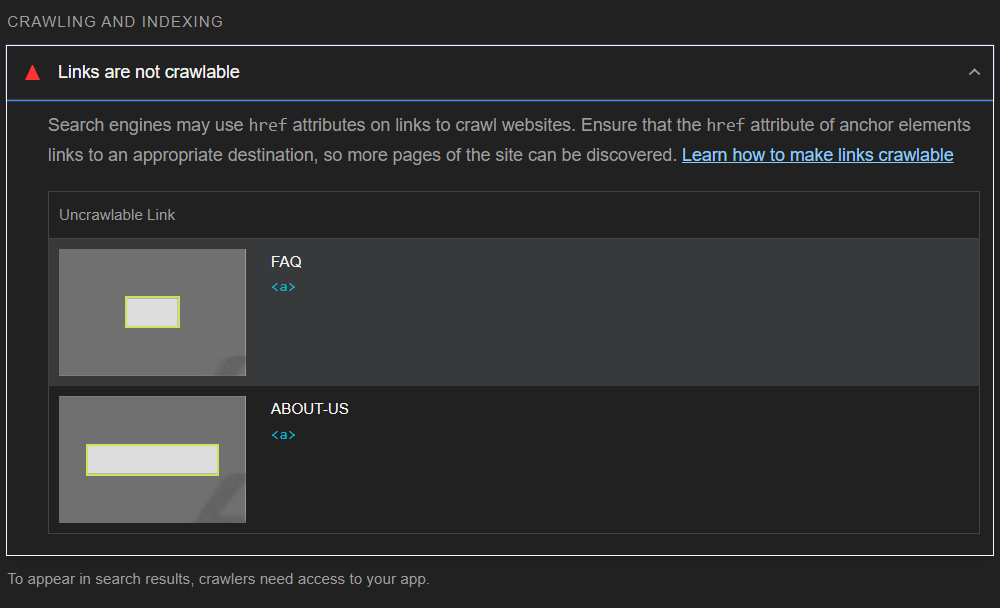 CRAWLING AND INDEXING
Links are not crawlable
Search engines may use href attributes on links to crawl websites. Ensure that the href attribute of anchor elements
links to an appropriate destination, so more pages of the site can be discovered. Learn how to make links crawlable
Uncrawlable Link
FAQ
<a>
ABOUT-US
<a>
To appear in search results, crawlers need access to your app.